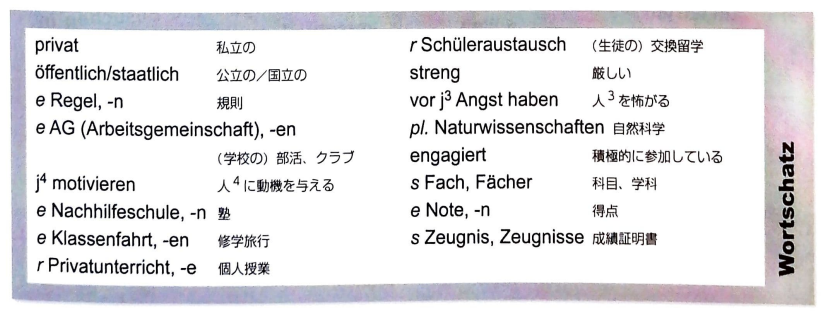 privat 私立の
öffentlich/staatlich 公立の／国立の
e Regel, -n 規則
e AG (Arbeitsgemeinschaft), -en
（学校の）部活、クラブ
j⁴ motivieren 人⁴に動機を与える
e Nachhilfeschule, -n 塾
e Klassenfahrt, -en 修学旅行
r Privatunterricht, -e 個人授業
r Schüleraustausch （生徒の）交換留学
streng 厳しい
vor j³ Angst haben 人³を怖がる
pl. Naturwissenschaften 自然科学
engagiert 積極的に参加している
s Fach, Fächer 科目、学科
e Note, -n 得点
s Zeugnis, Zeugnisse 成績証明書
Wortschatz